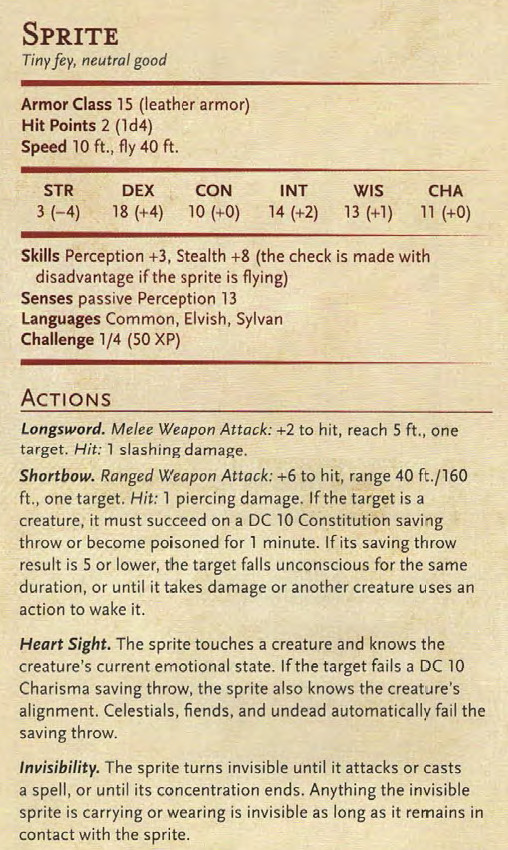 SPRITE
Tiny fey, neutral good
Armor Class 15 (leather armor)
Hit Points 2 (1d4)
Speed 10 ft., fly 40 ft.
STR DEX CON INT WIS CHA
3 (−4) 18 (+4) 10 (+0) 14 (+2) 13 (+1) 11 (+0)
Skills Perception +3, Stealth +8 (the check is made with
disadvantage if the sprite is flying)
Senses passive Perception 13
Languages Common, Elvish, Sylvan
Challenge 1/4 (50 XP)
ACTIONS
Longsword. Melee Weapon Attack: +2 to hit, reach 5 ft., one
target. Hit: 1 slashing damage.
Shortbow. Ranged Weapon Attack: +6 to hit, range 40 ft./160
ft., one target. Hit: 1 piercing damage. If the target is a
creature, it must succeed on a DC 10 Constitution saving
throw or become poisoned for 1 minute. If its saving throw
result is 5 or lower, the target falls unconscious for the same
duration, or until it takes damage or another creature uses an
action to wake it.
Heart Sight. The sprite touches a creature and knows the
creature's current emotional state. If the target fails a DC 10
Charisma saving throw, the sprite also knows the creature's
alignment. Celestials, fiends, and undead automatically fail the
saving throw.
Invisibility. The sprite turns invisible until it attacks or casts
a spell, or until its concentration ends. Anything the invisible
sprite is carrying or wearing is invisible as long as it remains in
contact with the sprite.